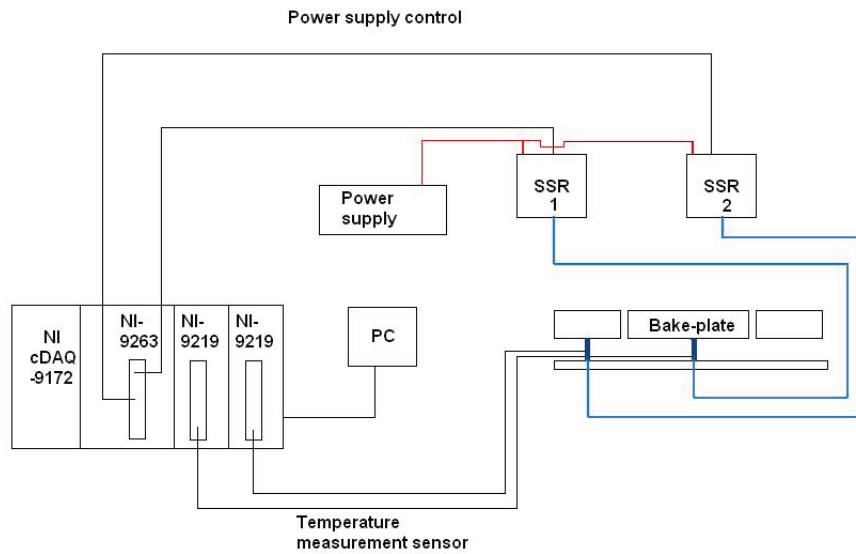 Power supply control
SSR
1
SSR
2
Power
supply
NI
cDAQ
-9172
NI-
9263
NI-
9219
NI-
9219
PC
Bake-plate
Temperature
measurement sensor